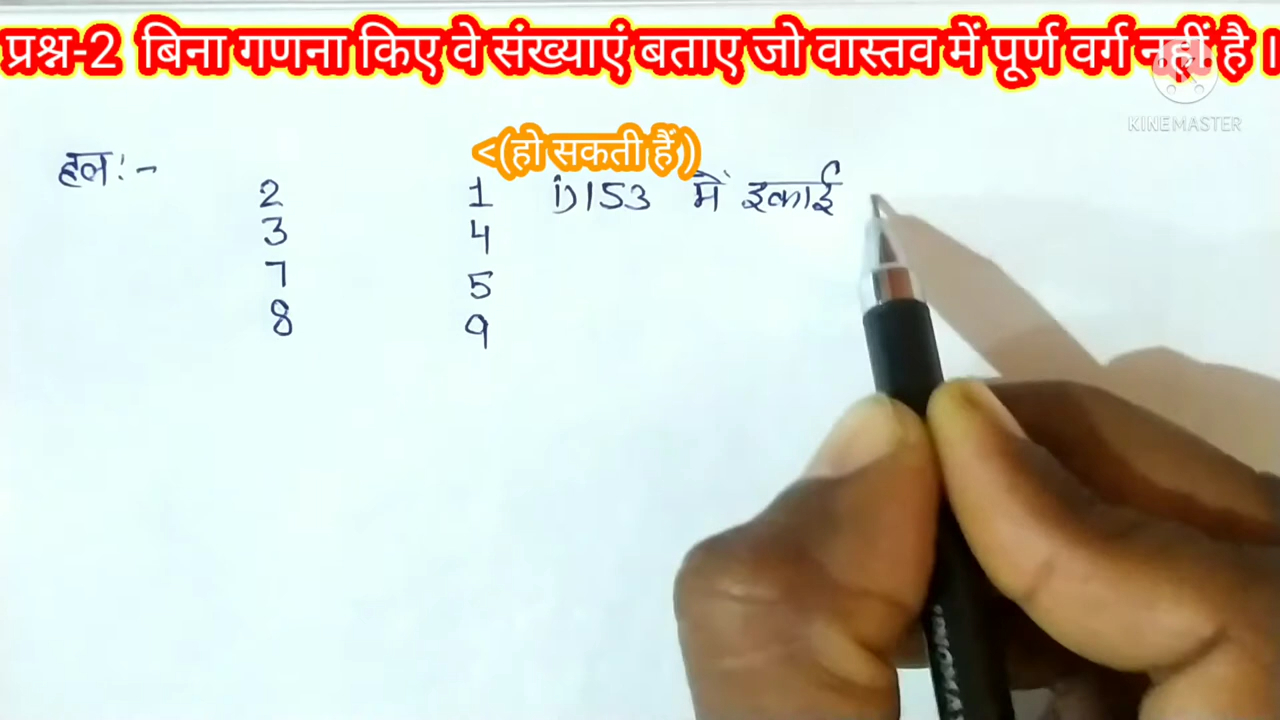 प्रश्न-2 बिना गणना किए वे संख्याएं बताए जो वास्तव में पूर्ण वर्ग नहीं है ।
KINEMASTER
<(हो सकती हैं))
हलः-
2 1 i) 153 में इकाई
3 4
7 5
8 9